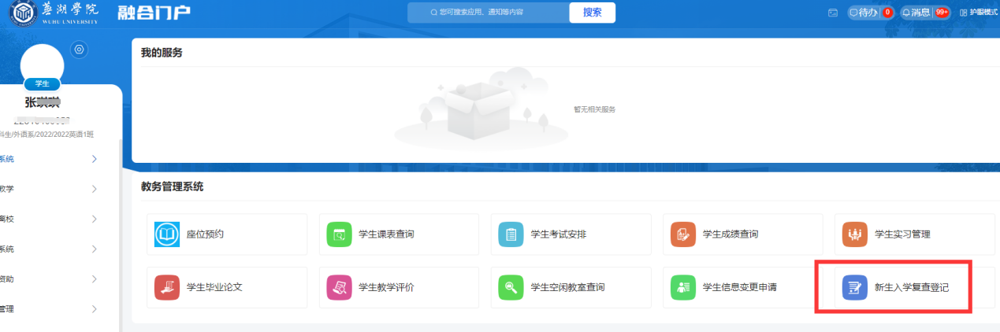 芜湖学院 融合门户
WUHU UNIVERSITY
您可搜索应用、通知等内容 搜索
待办 0 消息 99+ 护眼模式
我的服务
学生
暂无相关服务
科生/外语系/2022/2022英语1班
系统
教学
离校
系统
资助
管理
教务管理系统
座位预约 学生课表查询 学生考试安排 学生成绩查询 学生实习管理
学生毕业论文 学生教学评价 学生空闲教室查询 学生信息变更申请 新生入学复查登记